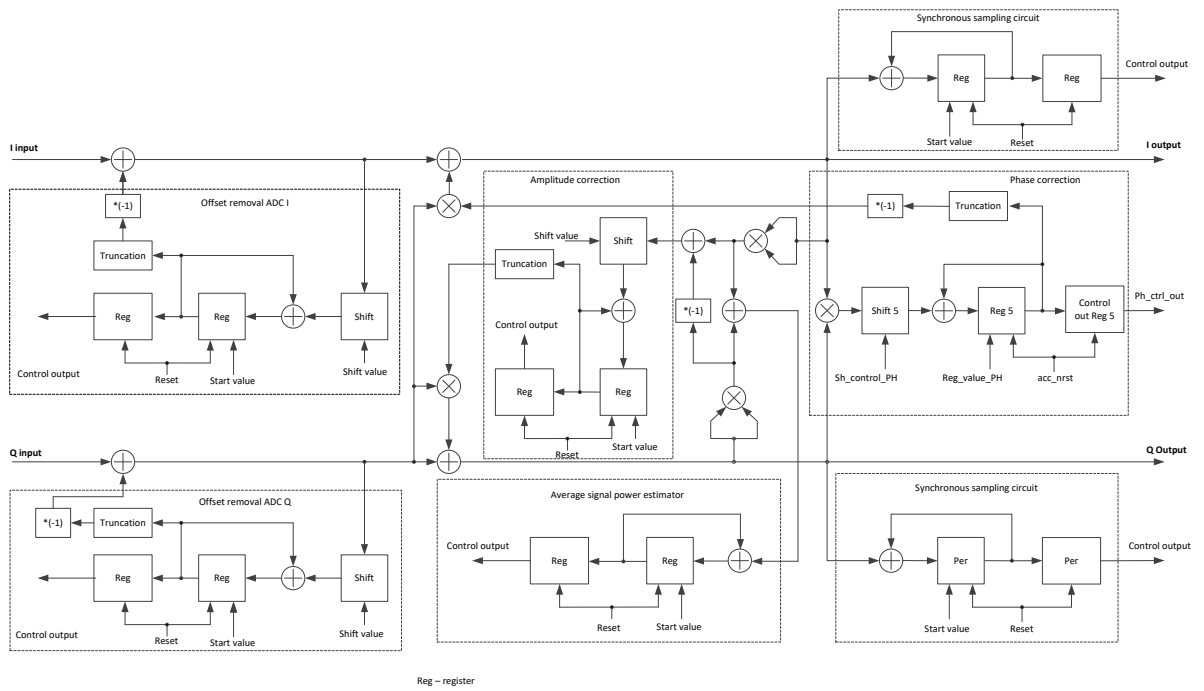 Synchronous sampling circuit
Control output
Reg
Reg
Start value
Reset
I input
I output
Offset removal ADC I
*(-1)
Truncation
Reg
Reg
Shift
Control output
Reset
Start value
Shift value
Amplitude correction
Shift value
Shift
Truncation
Control output
*(-1)
Reg
Reg
Reset
Start value
Phase correction
*(-1)
Truncation
Shift 5
Reg 5
Control
out Reg 5
Ph_ctrl_out
Sh_control_PH
Reg_value_PH
acc_nrst
Q input
Q Output
Offset removal ADC Q
*(-1)
Truncation
Reg
Reg
Shift
Control output
Reset
Start value
Shift value
Average signal power estimator
Control output
Reg
Reg
Reset
Start value
Synchronous sampling circuit
Control output
Per
Per
Start value
Reset
Reg – register